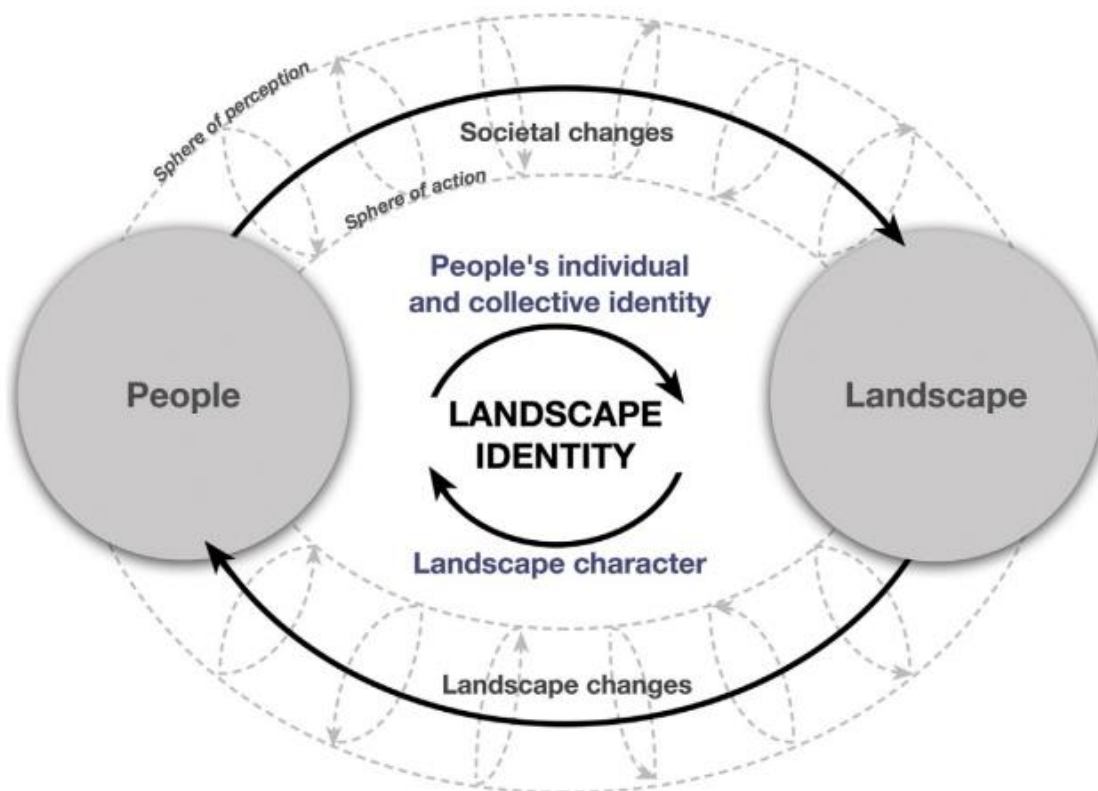 Sphere of perception
Societal changes
Sphere of action
People's individual
and collective identity
People
LANDSCAPE
IDENTITY
Landscape
Landscape character
Landscape changes